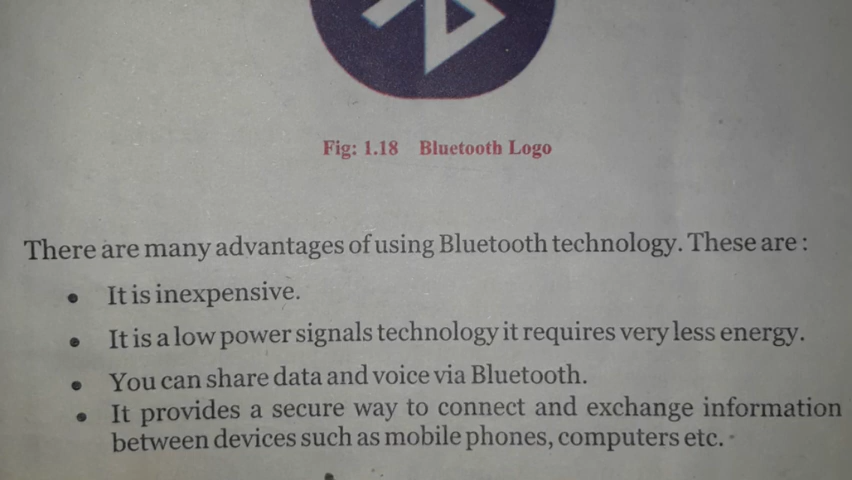 Fig: 1.18 Bluetooth Logo
There are many advantages of using Bluetooth technology. These are :
• It is inexpensive.
• It is a low power signals technology it requires very less energy.
• You can share data and voice via Bluetooth.
• It provides a secure way to connect and exchange information
between devices such as mobile phones, computers etc.